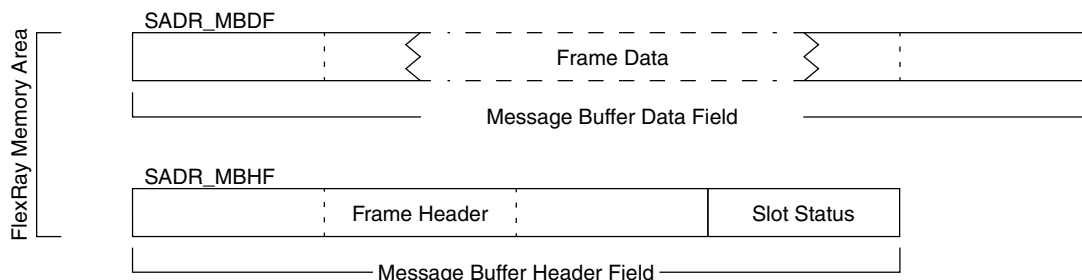 SADR_MBDF
Frame Data
Message Buffer Data Field
FlexRay Memory Area
SADR_MBHF
Frame Header
Slot Status
Message Buffer Header Field